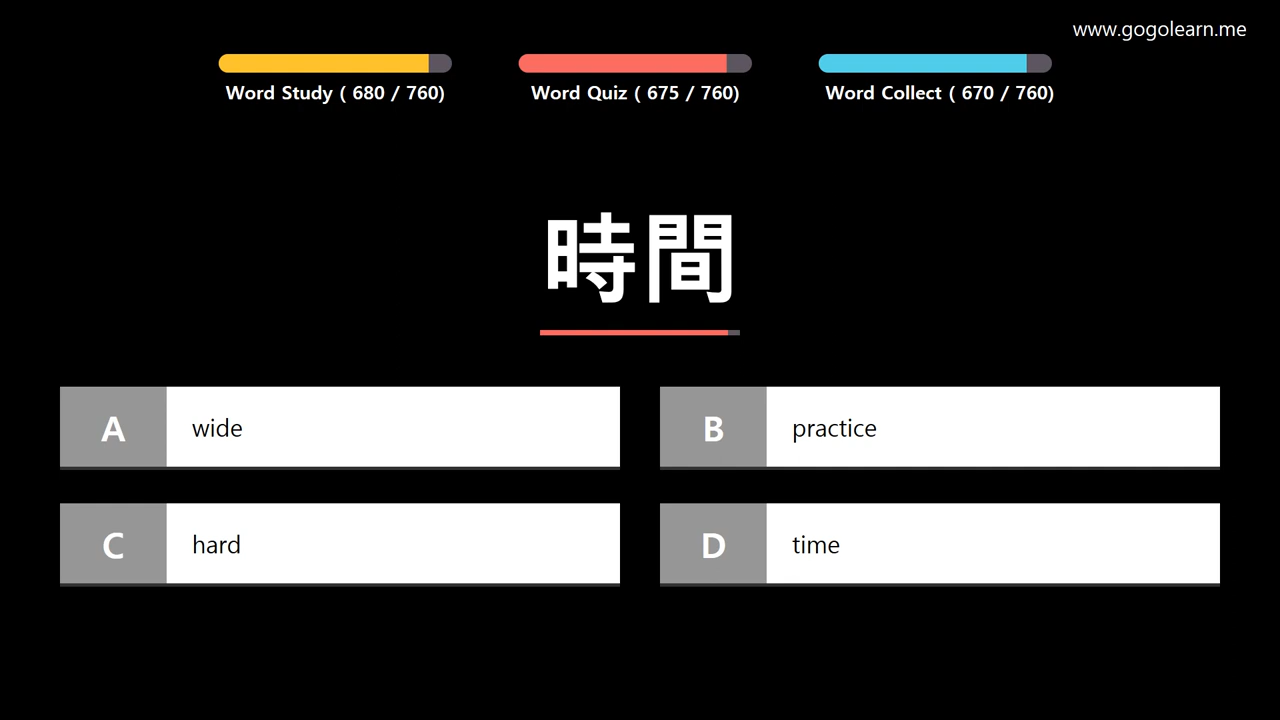 www.gogolearn.me
Word Study ( 680 / 760)
Word Quiz ( 675 / 760)
Word Collect ( 670 / 760)
時間
A wide
B practice
C hard
D time